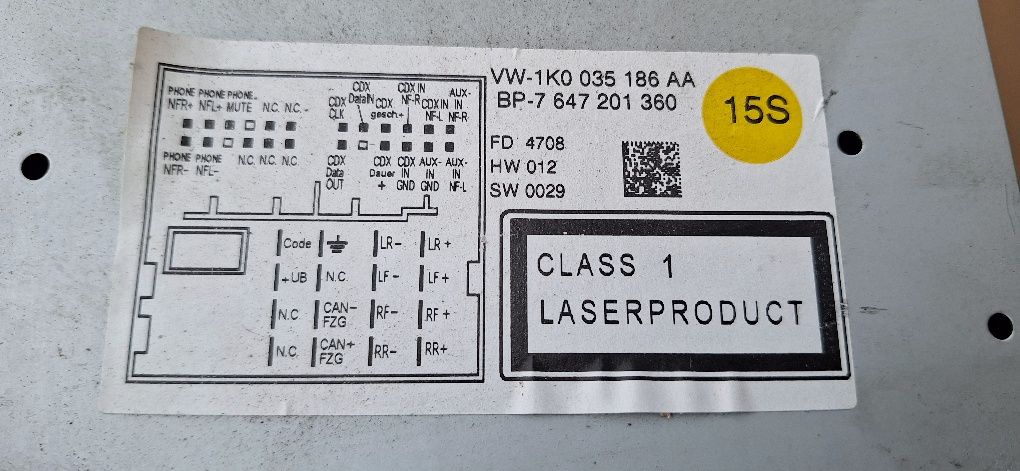 VW-1K0 035 186 AA
BP-7 647 201 360
15S
FD 4708
HW 012
SW 0029
CLASS 1
LASERPRODUCT
PHONE PHONE PHONE
NFR+ NFL+ MUTE N.C. N.C.
PHONE PHONE
NFR- NFL- N.C. N.C. N.C.
CDX CLK
CDX DataIN
CDX gesch.+
CDX IN NF-R
CDX IN NF-L
AUX-IN NF-R
CDX Data OUT
CDX Dauer +
CDX IN GND
AUX-IN GND
AUX-IN NF-L
Code LR- LR+
+UB N.C. LF- LF+
N.C CAN-FZG RF- RF+
N.C. CAN+FZG RR- RR+